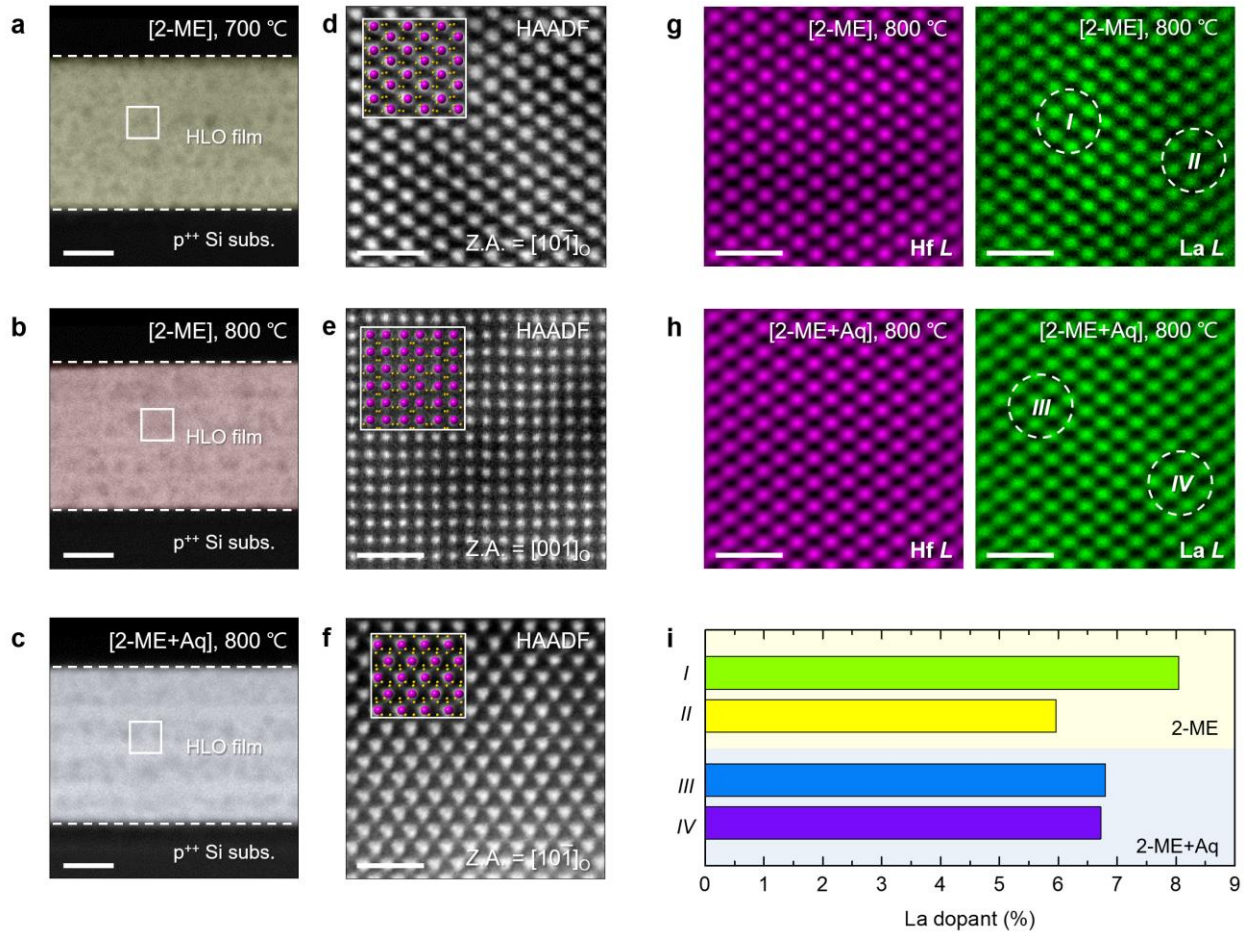 a
[2-ME], 700 ℃
HLO film
p++ Si subs.
d
HAADF
Z.A. = [101̅]O
g
[2-ME], 800 ℃
Hf L
[2-ME], 800 ℃
I
II
La L
b
[2-ME], 800 ℃
HLO film
p++ Si subs.
e
HAADF
Z.A. = [001]O
h
[2-ME+Aq], 800 ℃
Hf L
[2-ME+Aq], 800 ℃
III
IV
La L
c
[2-ME+Aq], 800 ℃
HLO film
p++ Si subs.
f
HAADF
Z.A. = [101̅]O
i
I
II
2-ME
III
IV
2-ME+Aq
0 1 2 3 4 5 6 7 8 9
La dopant (%)